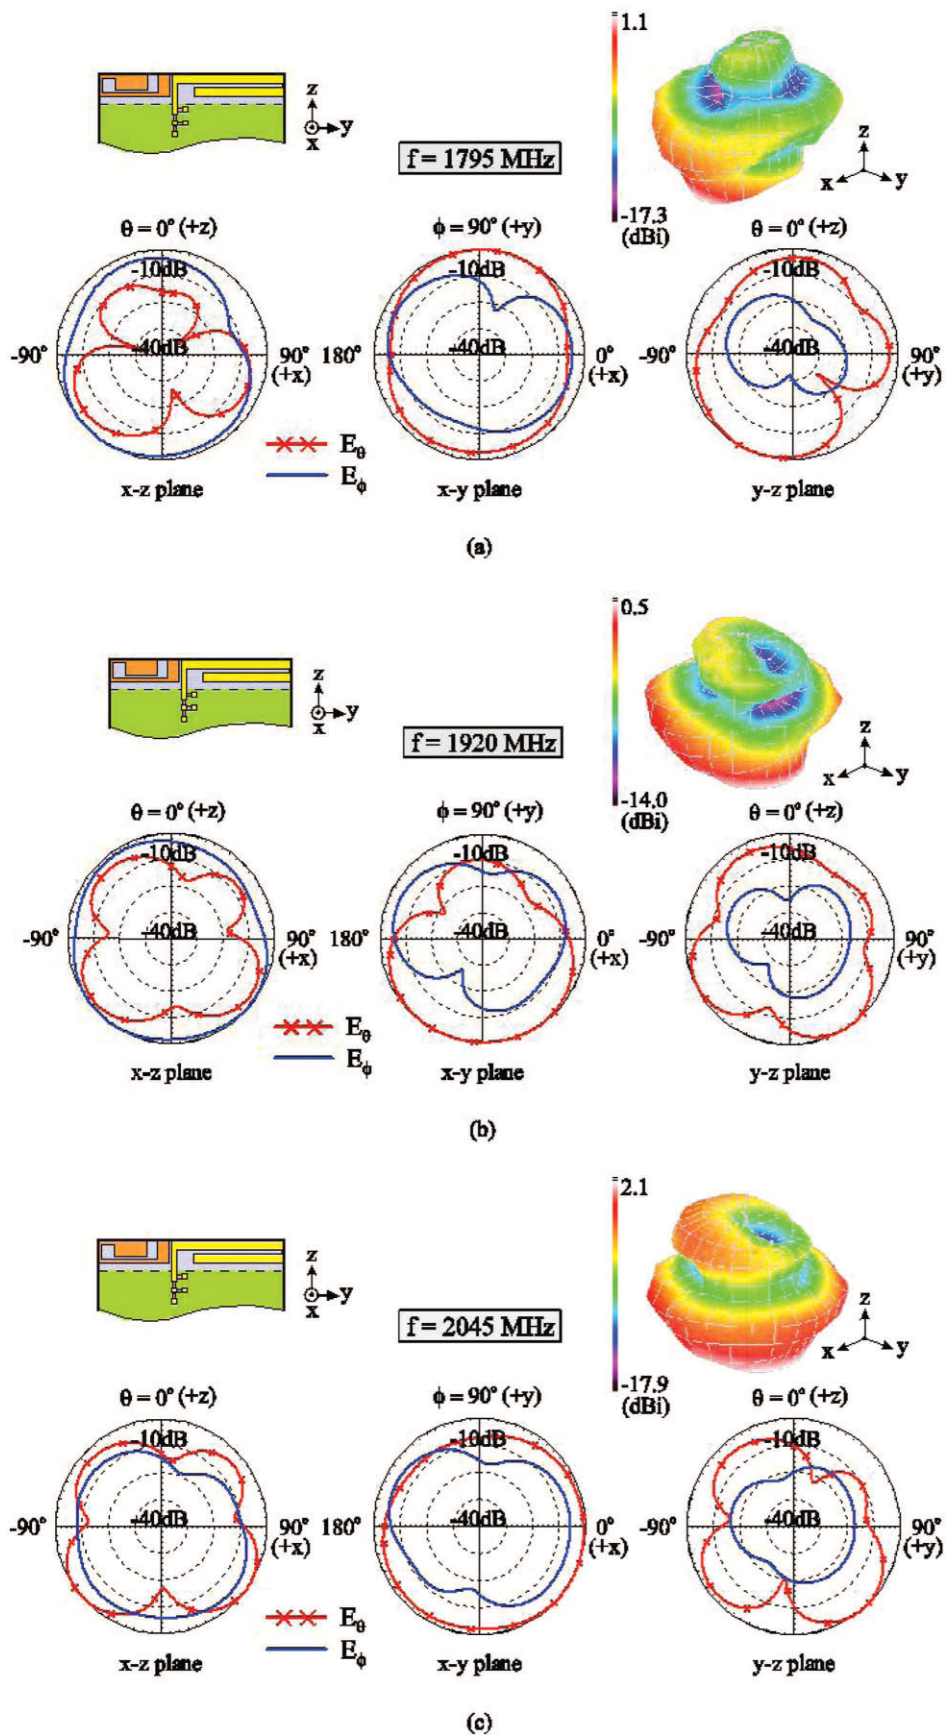 1.1
z
y
x
f = 1795 MHz
z
x
y
-17.3
(dBi)
θ = 0° (+z)
ϕ = 90° (+y)
θ = 0° (+z)
-10dB
-10dB
-10dB
-90°
-40dB
90°
(+x)
180°
-40dB
0°
(+x)
-90°
-40dB
90°
(+y)
Eθ
Eϕ
x-z plane
x-y plane
y-z plane
(a)
0.5
z
y
x
f = 1920 MHz
z
x
y
-14.0
(dBi)
θ = 0° (+z)
ϕ = 90° (+y)
θ = 0° (+z)
-10dB
-10dB
-10dB
-90°
-40dB
90°
(+x)
180°
-40dB
0°
(+x)
-90°
-40dB
90°
(+y)
Eθ
Eϕ
x-z plane
x-y plane
y-z plane
(b)
2.1
z
y
x
f = 2045 MHz
z
x
y
-17.9
(dBi)
θ = 0° (+z)
ϕ = 90° (+y)
θ = 0° (+z)
-10dB
-10dB
-10dB
-90°
-40dB
90°
(+x)
180°
-40dB
0°
(+x)
-90°
-40dB
90°
(+y)
Eθ
Eϕ
x-z plane
x-y plane
y-z plane
(c)